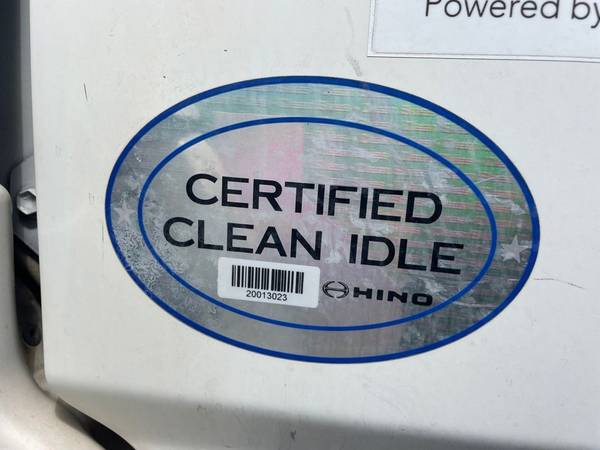 Powered by
CERTIFIED
CLEAN IDLE
20013023
HINO